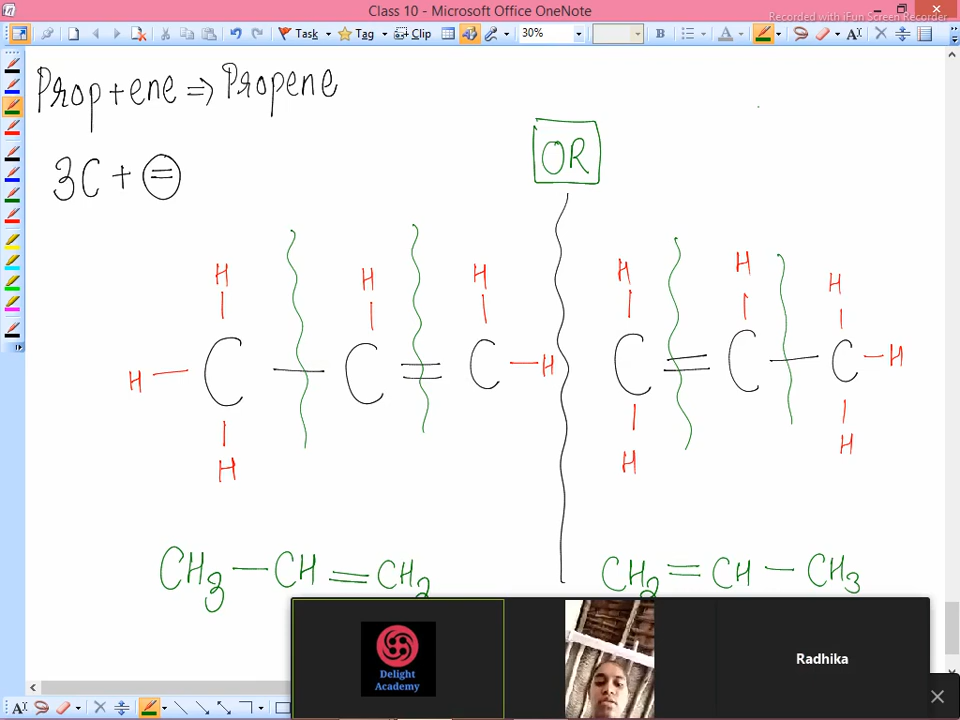 Class 10 - Microsoft Office OneNote
Recorded with iFun Screen Recorder
Task Tag Clip 30% B A
Prop + ene ⇒ Propene
OR
3C + =
H H H H H H
H — C — C = C — H C = C — C — H
H H H
CH3 — CH = CH2 CH2 = CH — CH3
Delight
Academy
Radhika